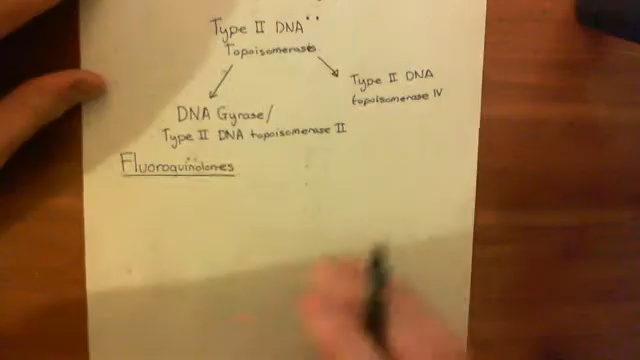 Type II DNA
Topoisomerases
Type II DNA
topoisomerase IV
DNA Gyrase/
Type II DNA topoisomerase II
Fluoroquinolones